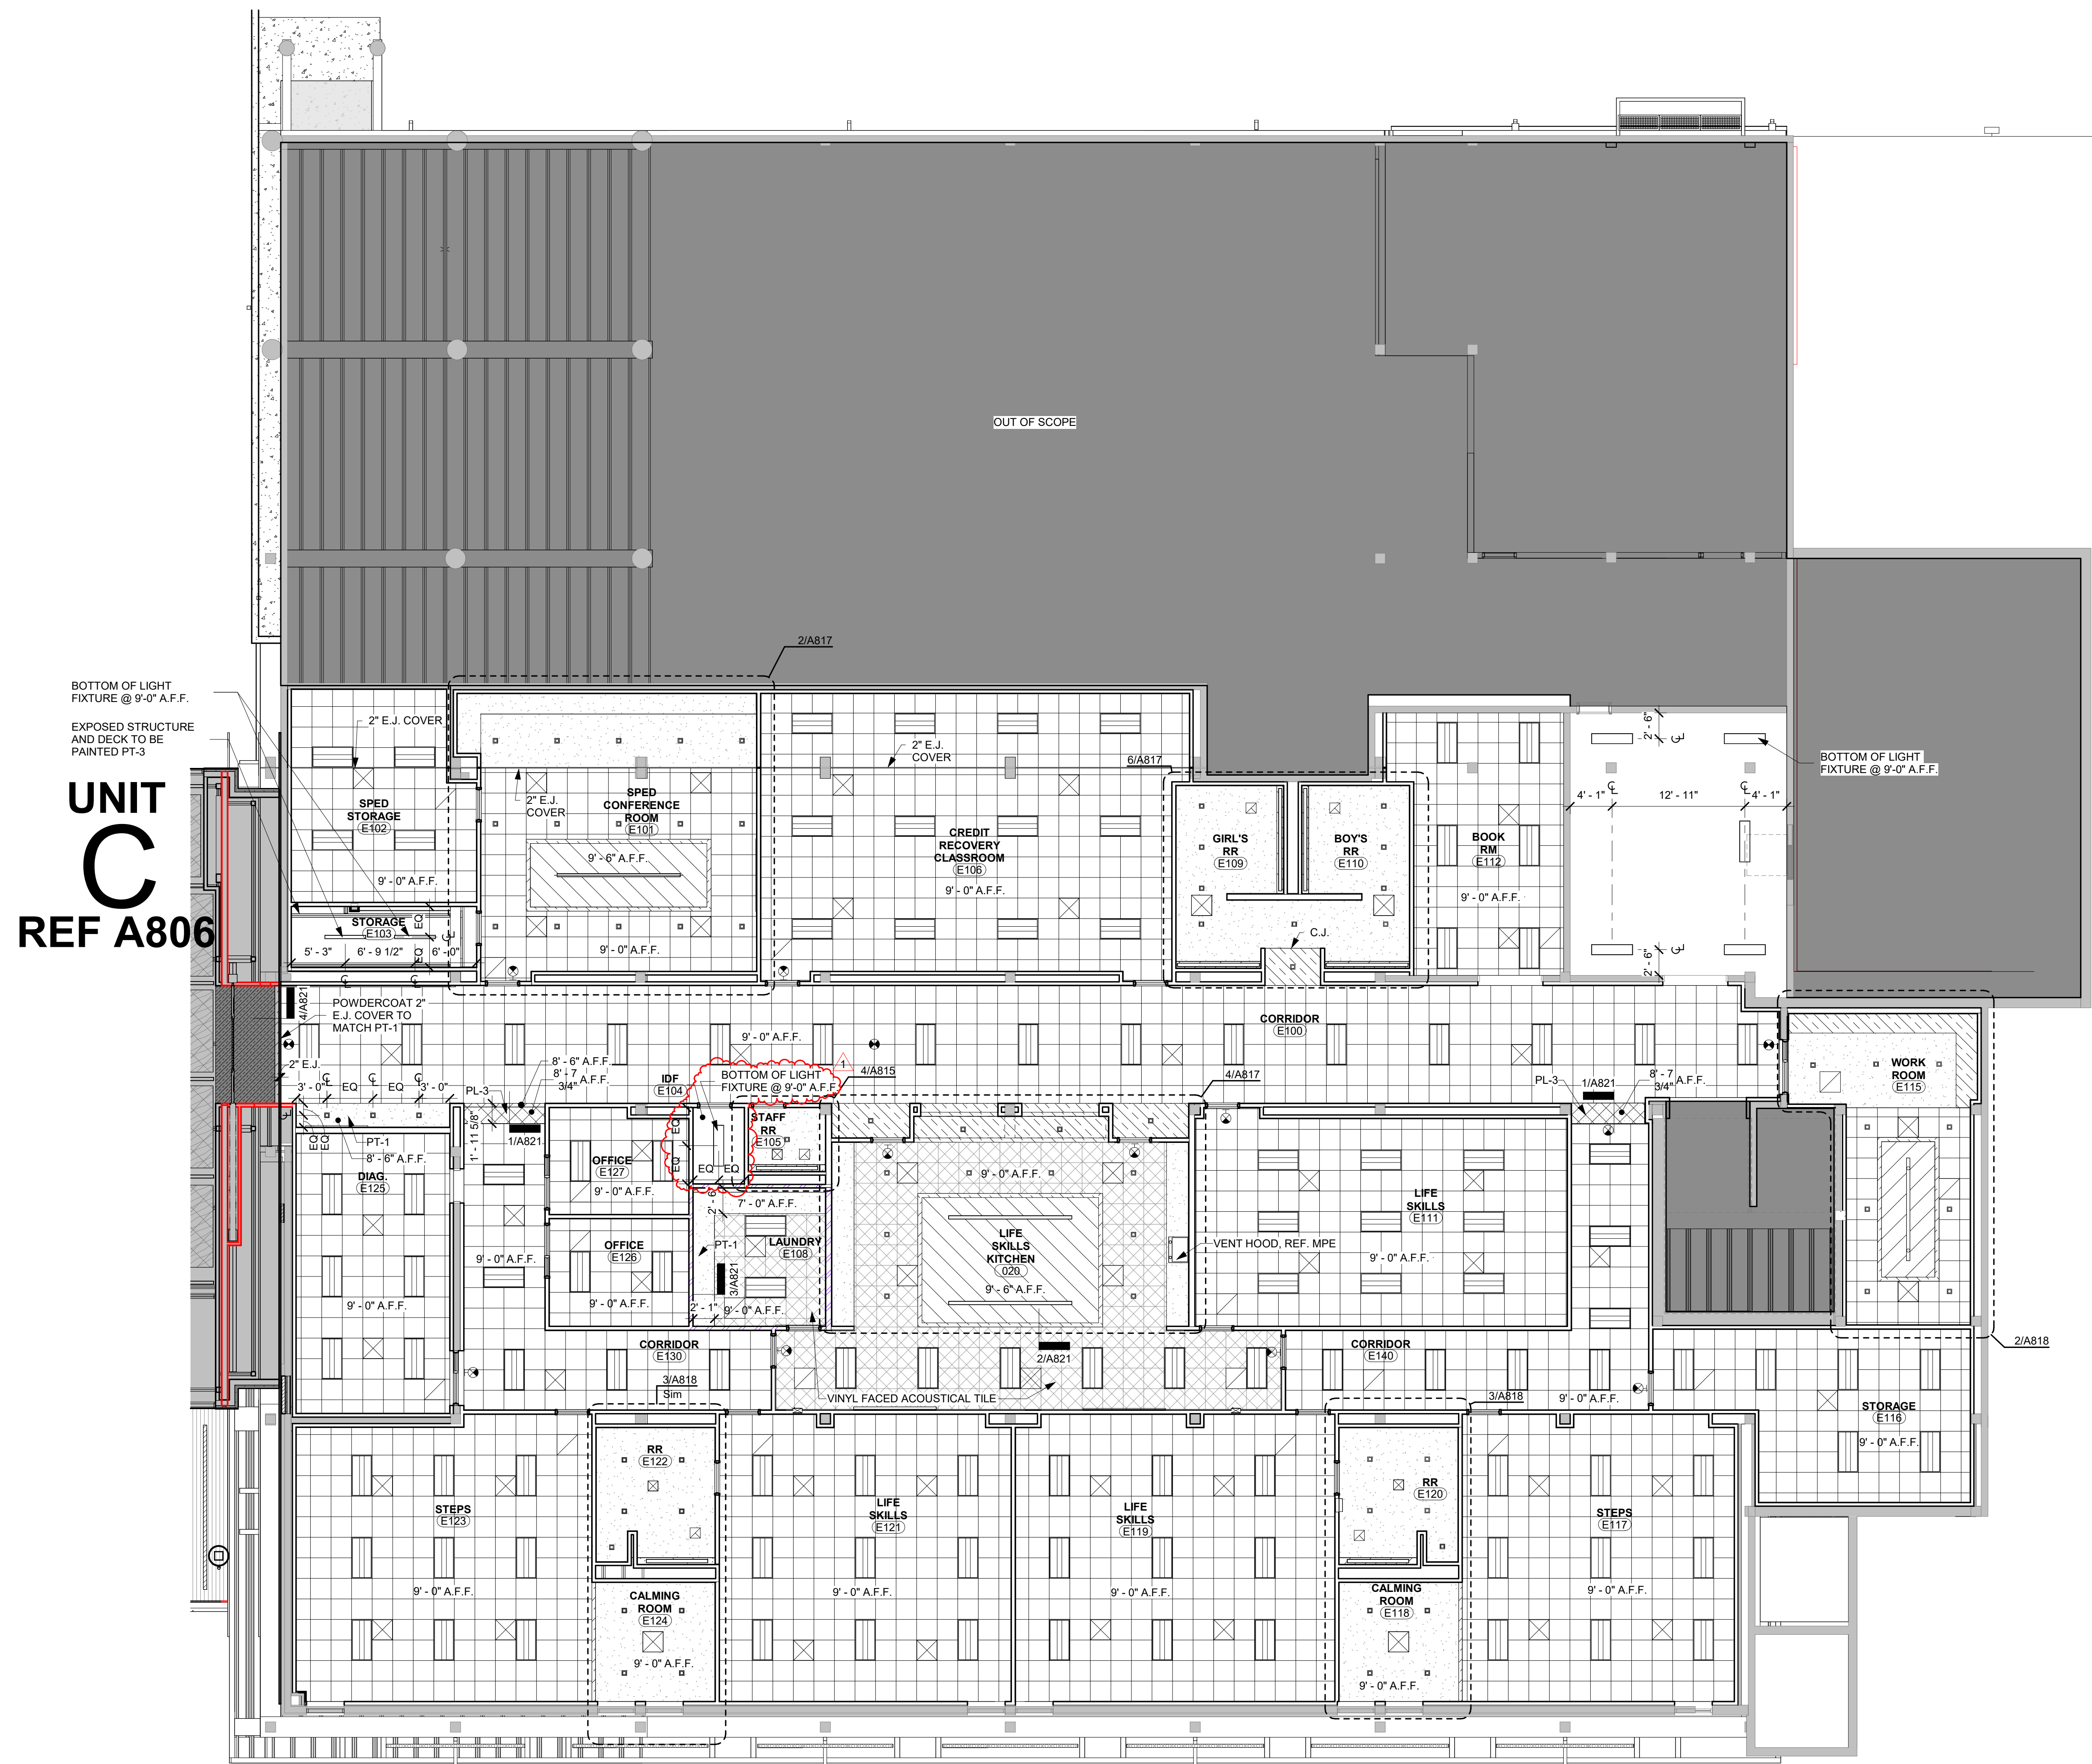 OUT OF SCOPE
2/A817
BOTTOM OF LIGHT
FIXTURE @ 9'-0" A.F.F.
EXPOSED STRUCTURE
AND DECK TO BE
PAINTED PT-3
UNIT
C
REF A806
2" E.J. COVER
SPED
STORAGE
E102
9' - 0" A.F.F.
STORAGE
E103
EQ
EQ
5' - 3"
6' - 9 1/2"
6' - 0"
2" E.J.
COVER
SPED
CONFERENCE
ROOM
E101
9' - 6" A.F.F.
9' - 0" A.F.F.
2" E.J.
COVER
CREDIT
RECOVERY
CLASSROOM
E106
9' - 0" A.F.F.
6/A817
GIRL'S
RR
E109
BOY'S
RR
E110
C.J.
BOOK
RM
E112
9' - 0" A.F.F.
2' - 6"
CL
4' - 1"
CL
12' - 11"
CL
4' - 1"
2' - 6"
CL
BOTTOM OF LIGHT
FIXTURE @ 9'-0" A.F.F.
4/A821
POWDERCOAT 2"
E.J. COVER TO
MATCH PT-1
2" E.J.
3' - 0"
EQ
EQ
3' - 0"
EQ
EQ
PT-1
8' - 6" A.F.F.
DIAG.
E125
9' - 0" A.F.F.
CORRIDOR
E100
9' - 0" A.F.F.
8' - 6" A.F.F.
8' - 7
3/4" A.F.F.
PL-3
1/A821
1' - 11 5/8"
IDF
E104
BOTTOM OF LIGHT
FIXTURE @ 9'-0" A.F.F.
1
4/A815
STAFF
RR
E105
EQ
EQ
EQ
EQ
OFFICE
E127
9' - 0" A.F.F.
OFFICE
E126
9' - 0" A.F.F.
9' - 0" A.F.F.
2' - 6"
7' - 0" A.F.F.
PT-1
LAUNDRY
E108
3/A821
2' - 1"
9' - 0" A.F.F.
4/A817
9' - 0" A.F.F.
LIFE
SKILLS
KITCHEN
020
9' - 6" A.F.F.
VENT HOOD, REF. MPE
2/A821
VINYL FACED ACOUSTICAL TILE
LIFE
SKILLS
E111
9' - 0" A.F.F.
PL-3
1/A821
8' - 7
3/4" A.F.F.
WORK
ROOM
E115
2/A818
CORRIDOR
E130
3/A818
Sim
CORRIDOR
E140
9' - 0" A.F.F.
3/A818
STORAGE
E116
9' - 0" A.F.F.
STEPS
E123
9' - 0" A.F.F.
RR
E122
CALMING
ROOM
E124
9' - 0" A.F.F.
LIFE
SKILLS
E121
9' - 0" A.F.F.
LIFE
SKILLS
E119
9' - 0" A.F.F.
RR
E120
CALMING
ROOM
E118
9' - 0" A.F.F.
STEPS
E117
9' - 0" A.F.F.